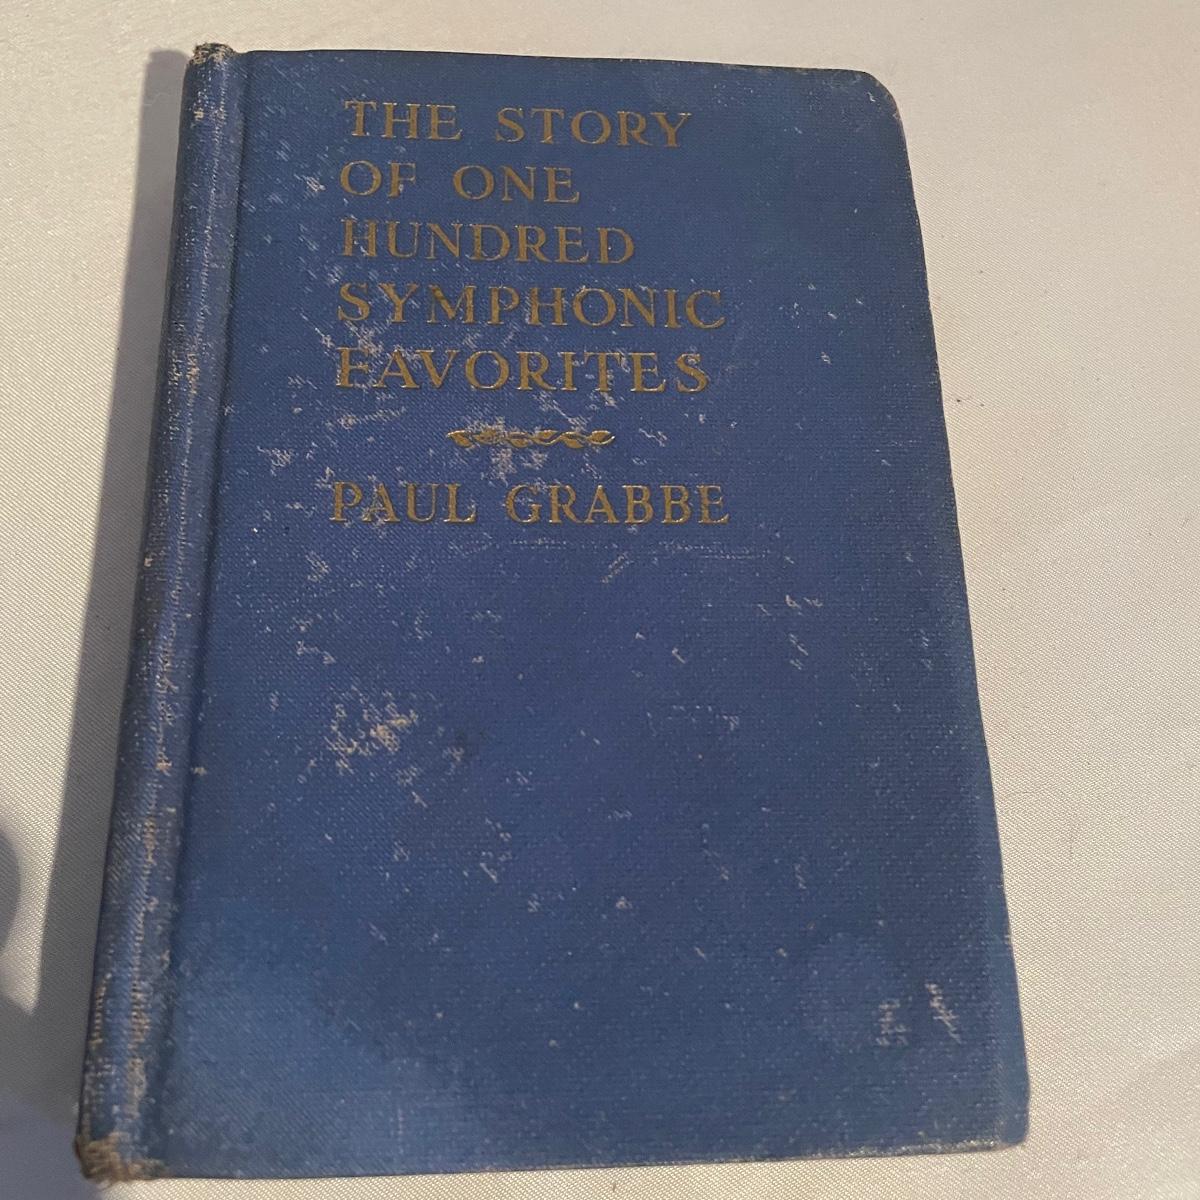 THE STORY
OF ONE
HUNDRED
SYMPHONIC
FAVORITES
PAUL GRABBE